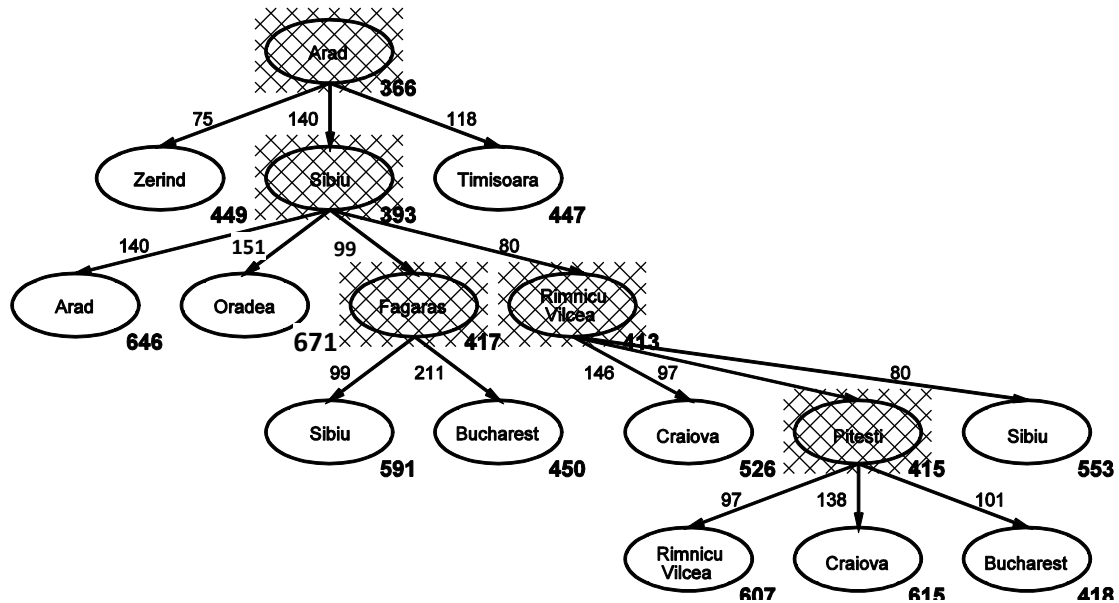 Arad
366
75
140
118
Zerind
449
Sibiu
393
Timisoara
447
140
151
99
80
Arad
646
Oradea
671
Fagaras
417
Rimnicu
Vilcea
413
99
211
146
97
80
Sibiu
591
Bucharest
450
Craiova
526
Pitesti
415
Sibiu
553
97
138
101
Rimnicu
Vilcea
607
Craiova
615
Bucharest
418